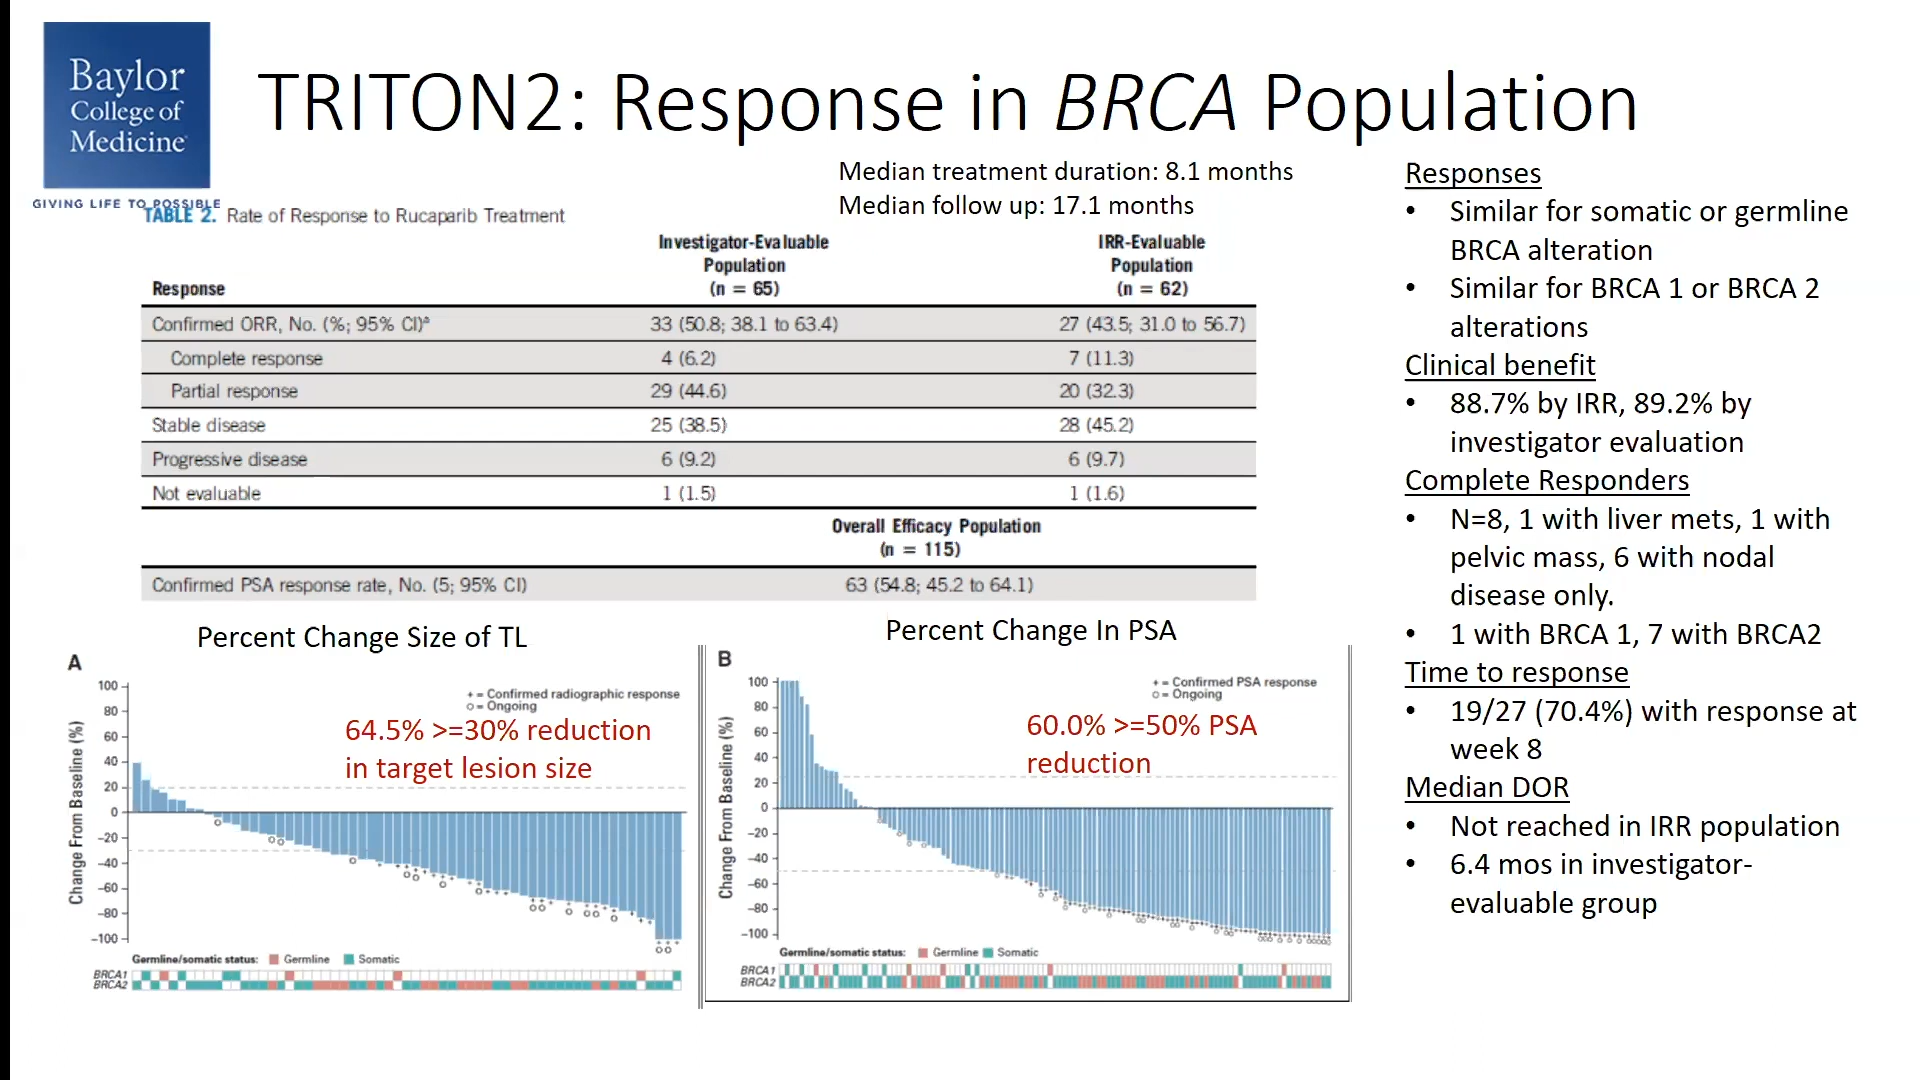 Baylor
College of
Medicine
GIVING LIFE TO POSSIBLE
TRITON2: Response in BRCA Population
Median treatment duration: 8.1 months
Median follow up: 17.1 months
TABLE 2. Rate of Response to Rucaparib Treatment
Response
Investigator-Evaluable
Population
(n = 65)
IRR-Evaluable
Population
(n = 62)
Confirmed ORR, No. (%; 95% CI)ª 33 (50.8; 38.1 to 63.4) 27 (43.5; 31.0 to 56.7)
Complete response 4 (6.2) 7 (11.3)
Partial response 29 (44.6) 20 (32.3)
Stable disease 25 (38.5) 28 (45.2)
Progressive disease 6 (9.2) 6 (9.7)
Not evaluable 1 (1.5) 1 (1.6)
Overall Efficacy Population
(n = 115)
Confirmed PSA response rate, No. (5; 95% CI) 63 (54.8; 45.2 to 64.1)
Percent Change Size of TL
A
+ = Confirmed radiographic response
○ = Ongoing
64.5% >=30% reduction
in target lesion size
Change From Baseline (%)
100
80
60
40
20
0
–20
–40
–60
–80
–100
Germline/somatic status: Germline Somatic
BRCA1
BRCA2
Percent Change In PSA
B
+ = Confirmed PSA response
○ = Ongoing
60.0% >=50% PSA
reduction
Change From Baseline (%)
100
80
60
40
20
0
–20
–40
–60
–80
–100
Germline/somatic status: Germline Somatic
BRCA1
BRCA2
Responses
• Similar for somatic or germline
BRCA alteration
• Similar for BRCA 1 or BRCA 2
alterations
Clinical benefit
• 88.7% by IRR, 89.2% by
investigator evaluation
Complete Responders
• N=8, 1 with liver mets, 1 with
pelvic mass, 6 with nodal
disease only.
• 1 with BRCA 1, 7 with BRCA2
Time to response
• 19/27 (70.4%) with response at
week 8
Median DOR
• Not reached in IRR population
• 6.4 mos in investigator-
evaluable group